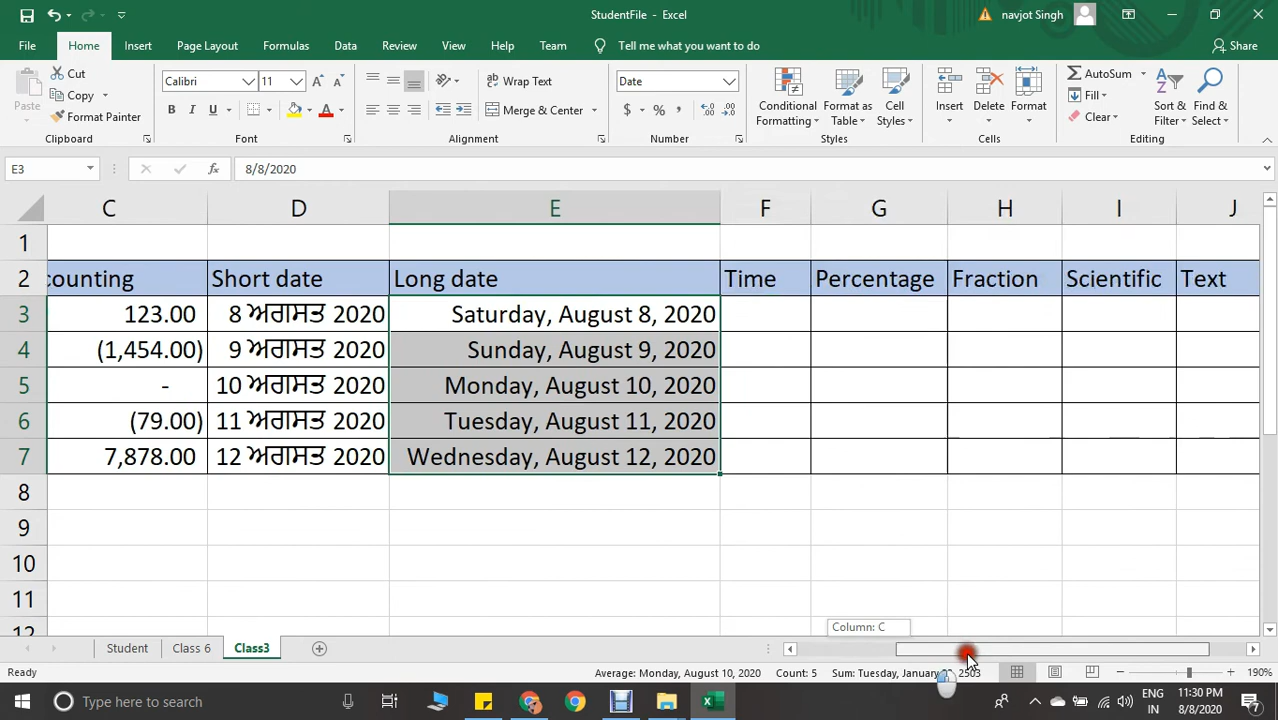 StudentFile - Excel
navjot Singh
File Home Insert Page Layout Formulas Data Review View Help Team Tell me what you want to do Share
Paste
Cut
Copy
Format Painter
Calibri 11
B I U
Wrap Text
Merge & Center
Date
$ % ,
Conditional Formatting
Format as Table
Cell Styles
Insert
Delete
Format
AutoSum
Fill
Clear
Sort & Filter
Find & Select
Clipboard Font Alignment Number Styles Cells Editing
E3 fx 8/8/2020
C D E F G H I J
1
2 counting Short date Long date Time Percentage Fraction Scientific Text
3 123.00 8 ਅਗਸਤ 2020 Saturday, August 8, 2020
4 (1,454.00) 9 ਅਗਸਤ 2020 Sunday, August 9, 2020
5 - 10 ਅਗਸਤ 2020 Monday, August 10, 2020
6 (79.00) 11 ਅਗਸਤ 2020 Tuesday, August 11, 2020
7 7,878.00 12 ਅਗਸਤ 2020 Wednesday, August 12, 2020
8
9
10
11
12
Column: C
Student Class 6 Class3
Ready Average: Monday, August 10, 2020 Count: 5 Sum: Tuesday, January 2503 190%
Type here to search
ENG
IN
11:30 PM
8/8/2020
7